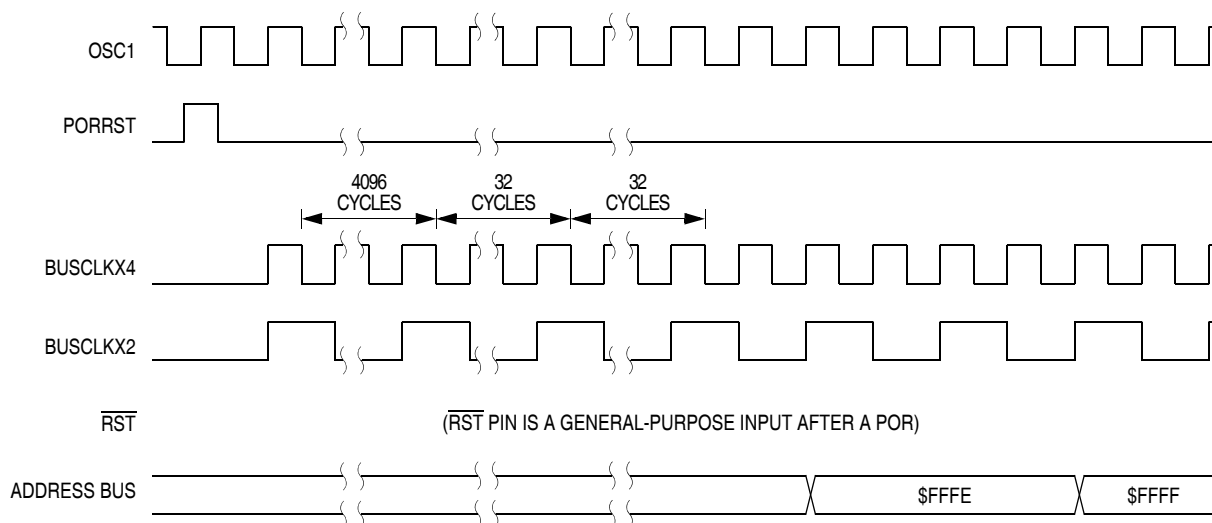 OSC1
PORRST
4096
CYCLES
32
CYCLES
32
CYCLES
BUSCLKX4
BUSCLKX2
RST
(RST PIN IS A GENERAL-PURPOSE INPUT AFTER A POR)
ADDRESS BUS
$FFFE
$FFFF